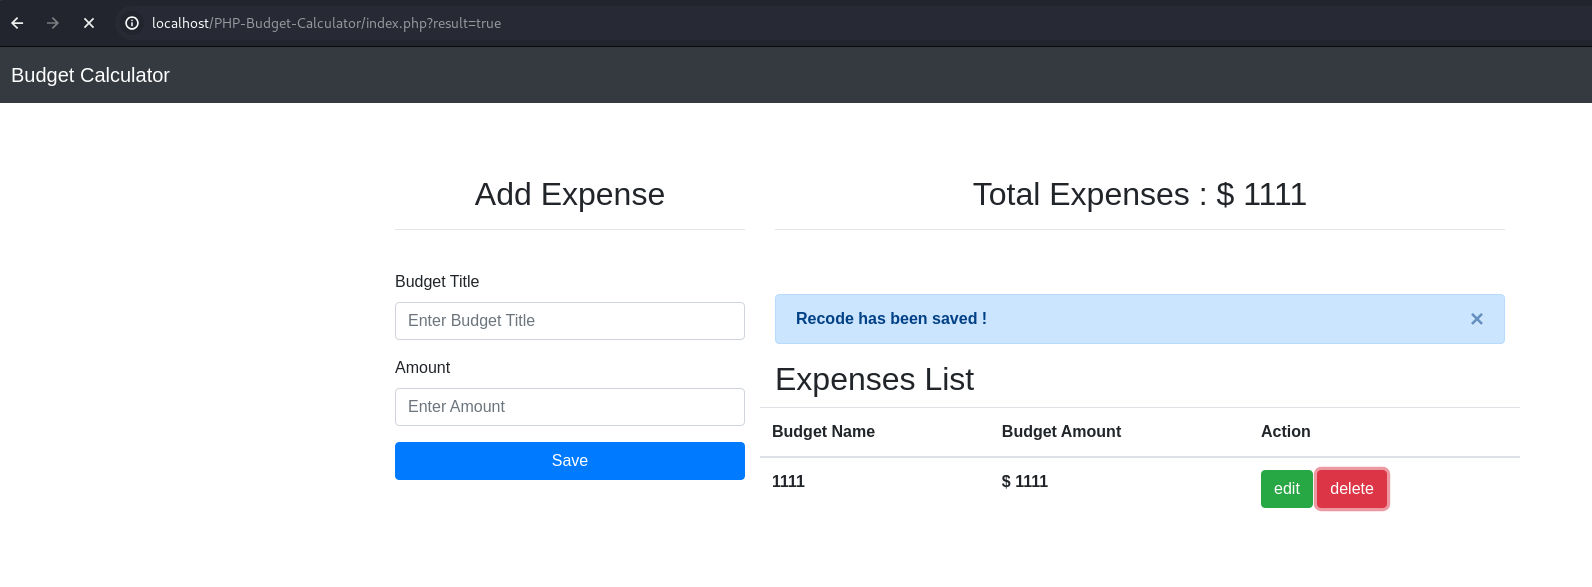 localhost/PHP-Budget-Calculator/index.php?result=true
Budget Calculator
Add Expense
Budget Title
Enter Budget Title
Amount
Enter Amount
Save
Total Expenses : $ 1111
Recode has been saved !
×
Expenses List
Budget Name Budget Amount Action
1111 $ 1111 edit delete